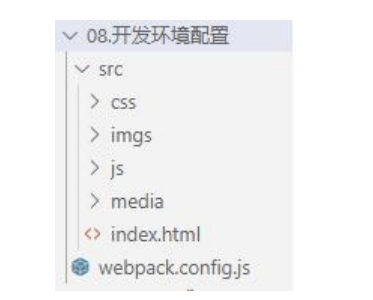 08.开发环境配置
src
css
imgs
js
media
index.html
webpack.config.js